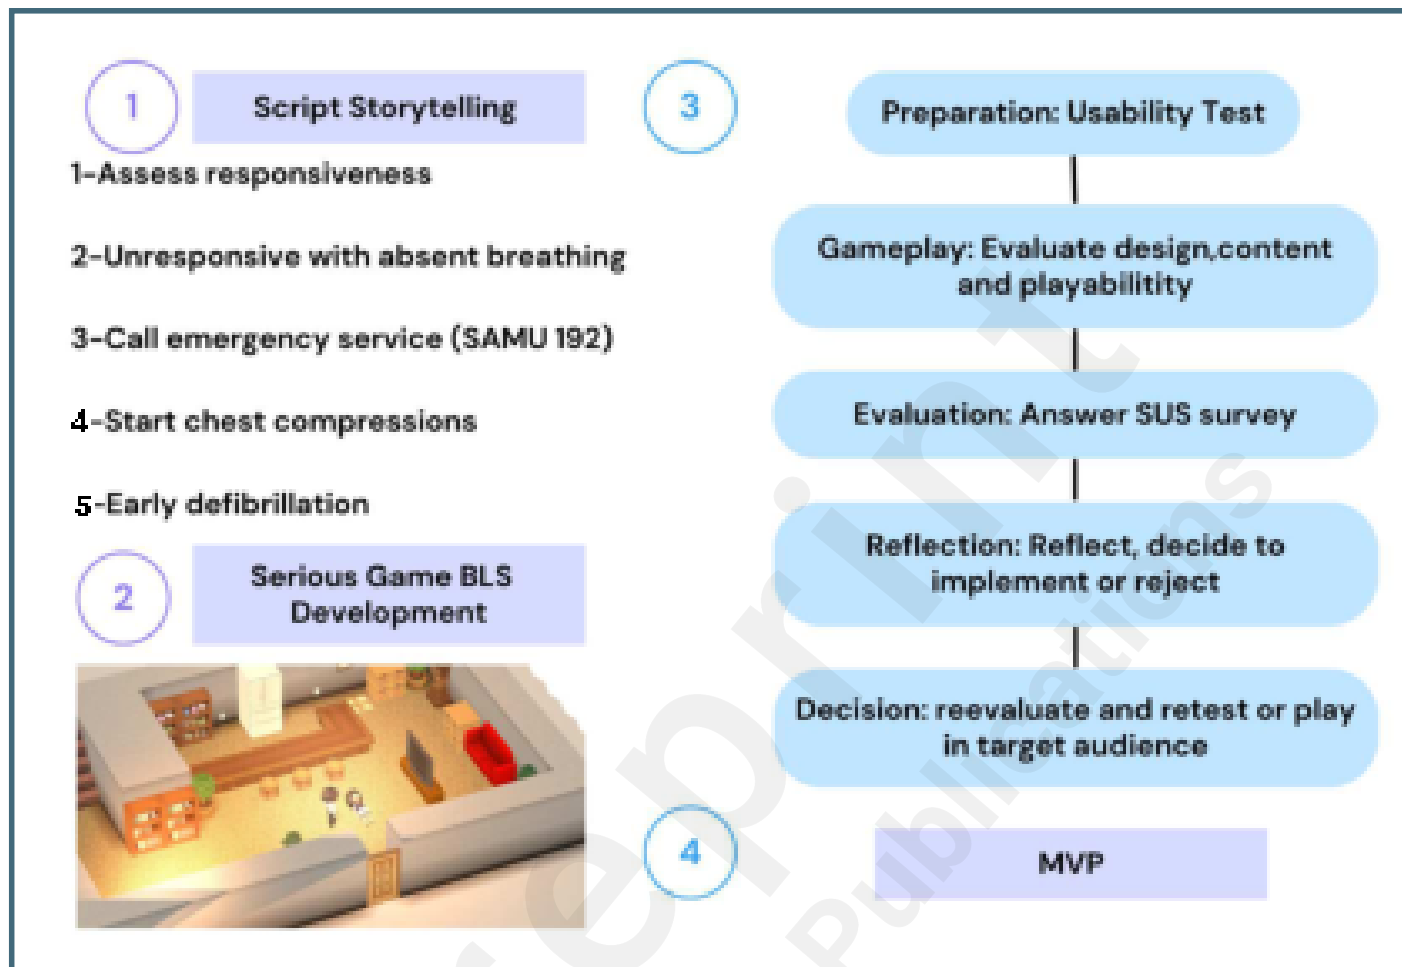 1
Script Storytelling
1-Assess responsiveness
2-Unresponsive with absent breathing
3-Call emergency service (SAMU 192)
4-Start chest compressions
5-Early defibrillation
2
Serious Game BLS
Development
3
Preparation: Usability Test
Gameplay: Evaluate design,content
and playabilitity
Evaluation: Answer SUS survey
Reflection: Reflect, decide to
implement or reject
Decision: reevaluate and retest or play
in target audience
4
MVP
eprint
Publications